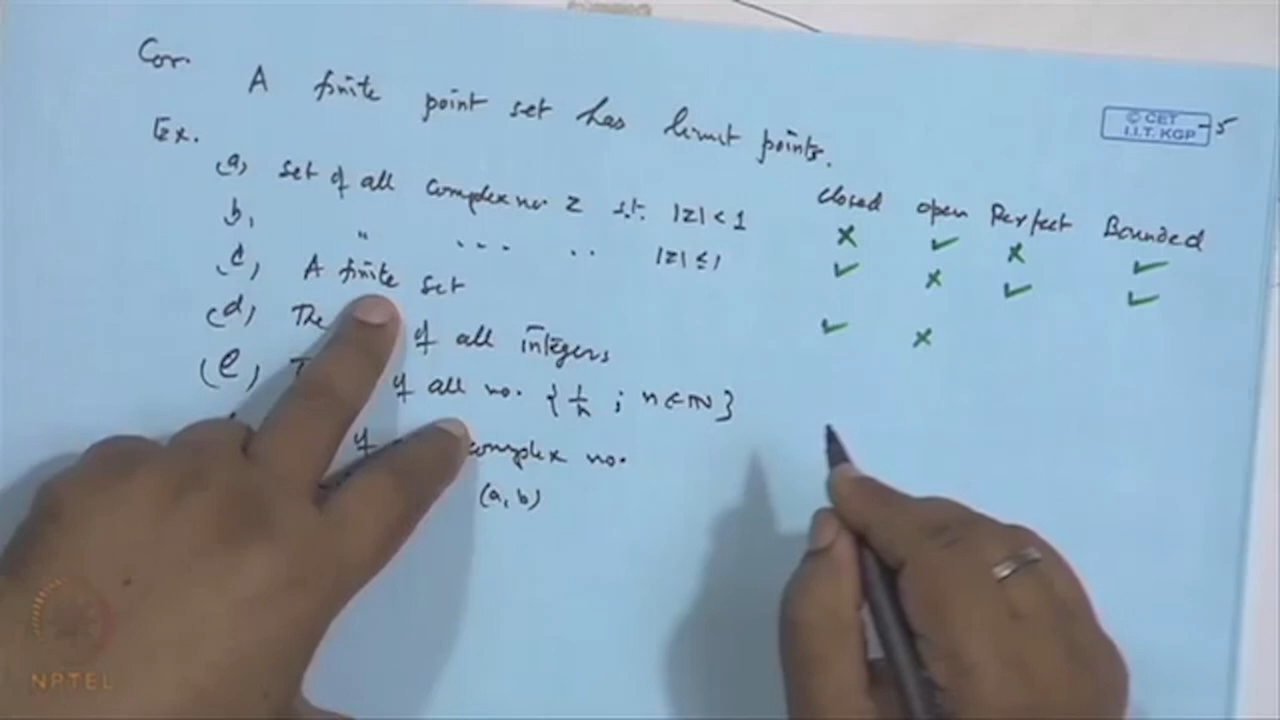 Cor. A finite point set has limit points.
© CET
I.I.T. KGP
-5
Ex.
closed open Perfect Bounded
(a) set of all complex no. z s.t. |z| < 1 × ✓ × ✓
b, " ... .. |z| ≤ 1 ✓ × ✓ ✓
(c) A finite set ✓ ×
(d) The of all integers
(e) of all no. { 1/n ; n ∈ N }
complex no.
(a, b)
NPTEL